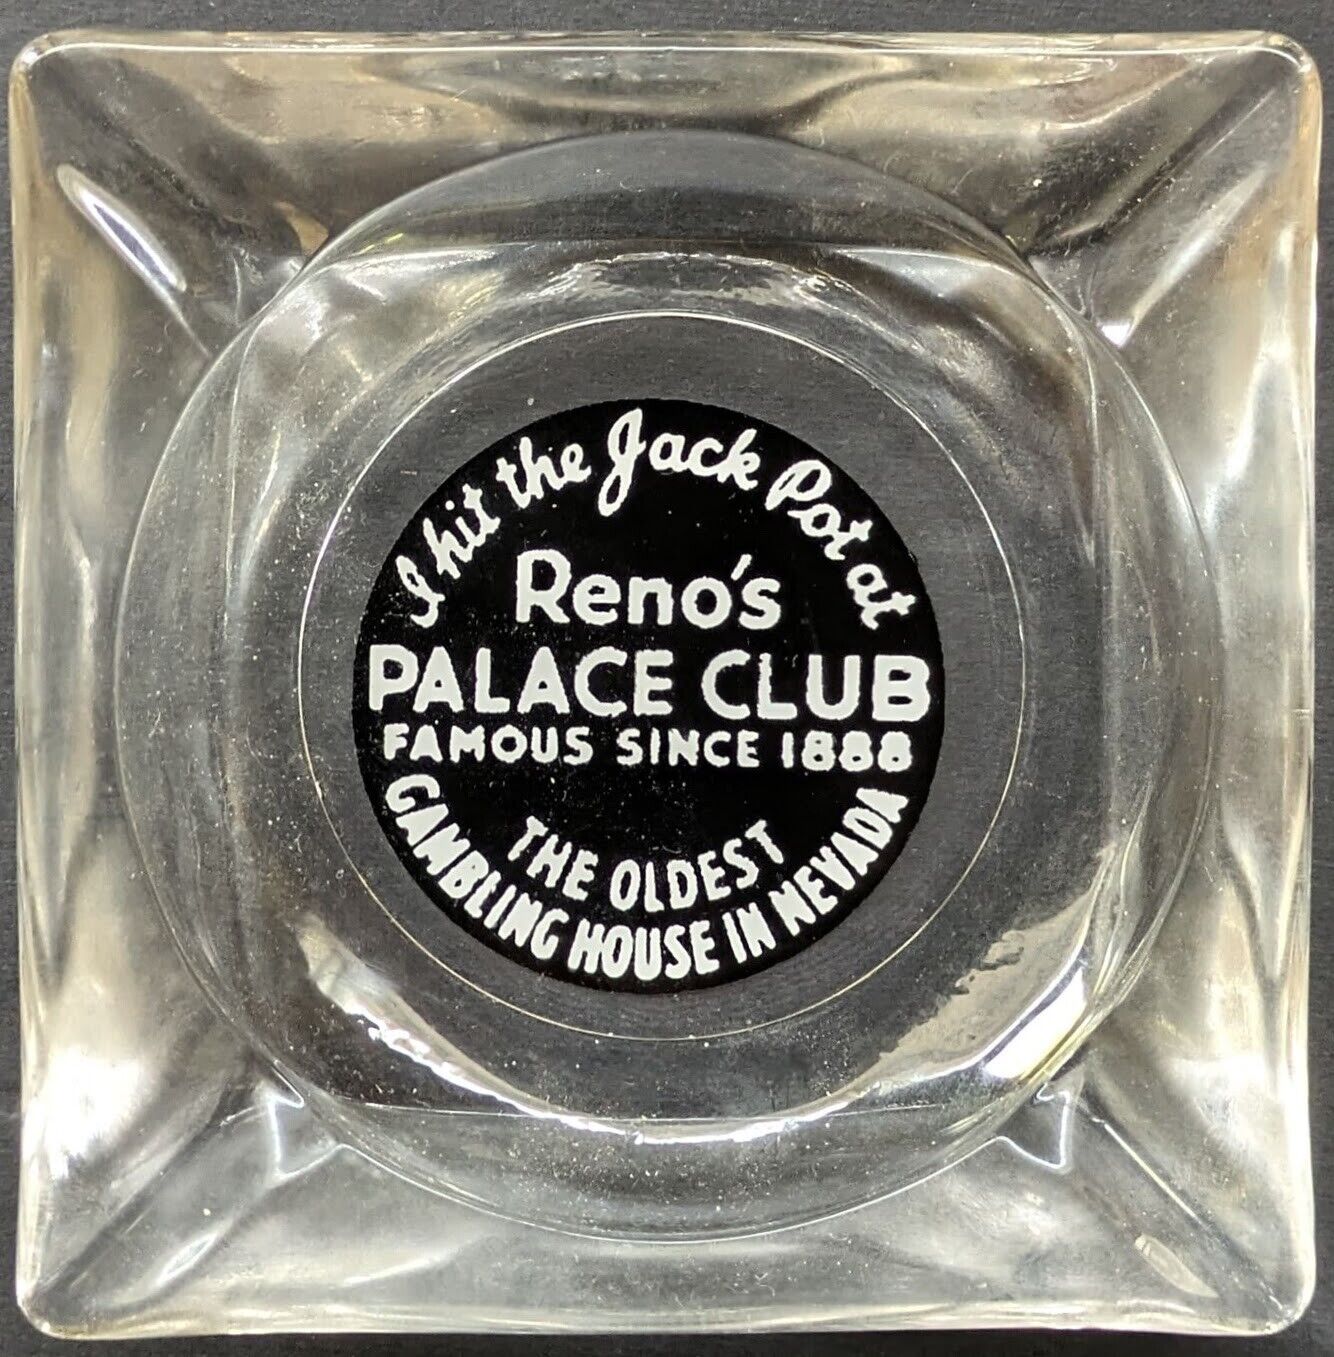 I hit the Jack Pot at
Reno's
PALACE CLUB
FAMOUS SINCE 1888
THE OLDEST
GAMBLING HOUSE IN NEVADA